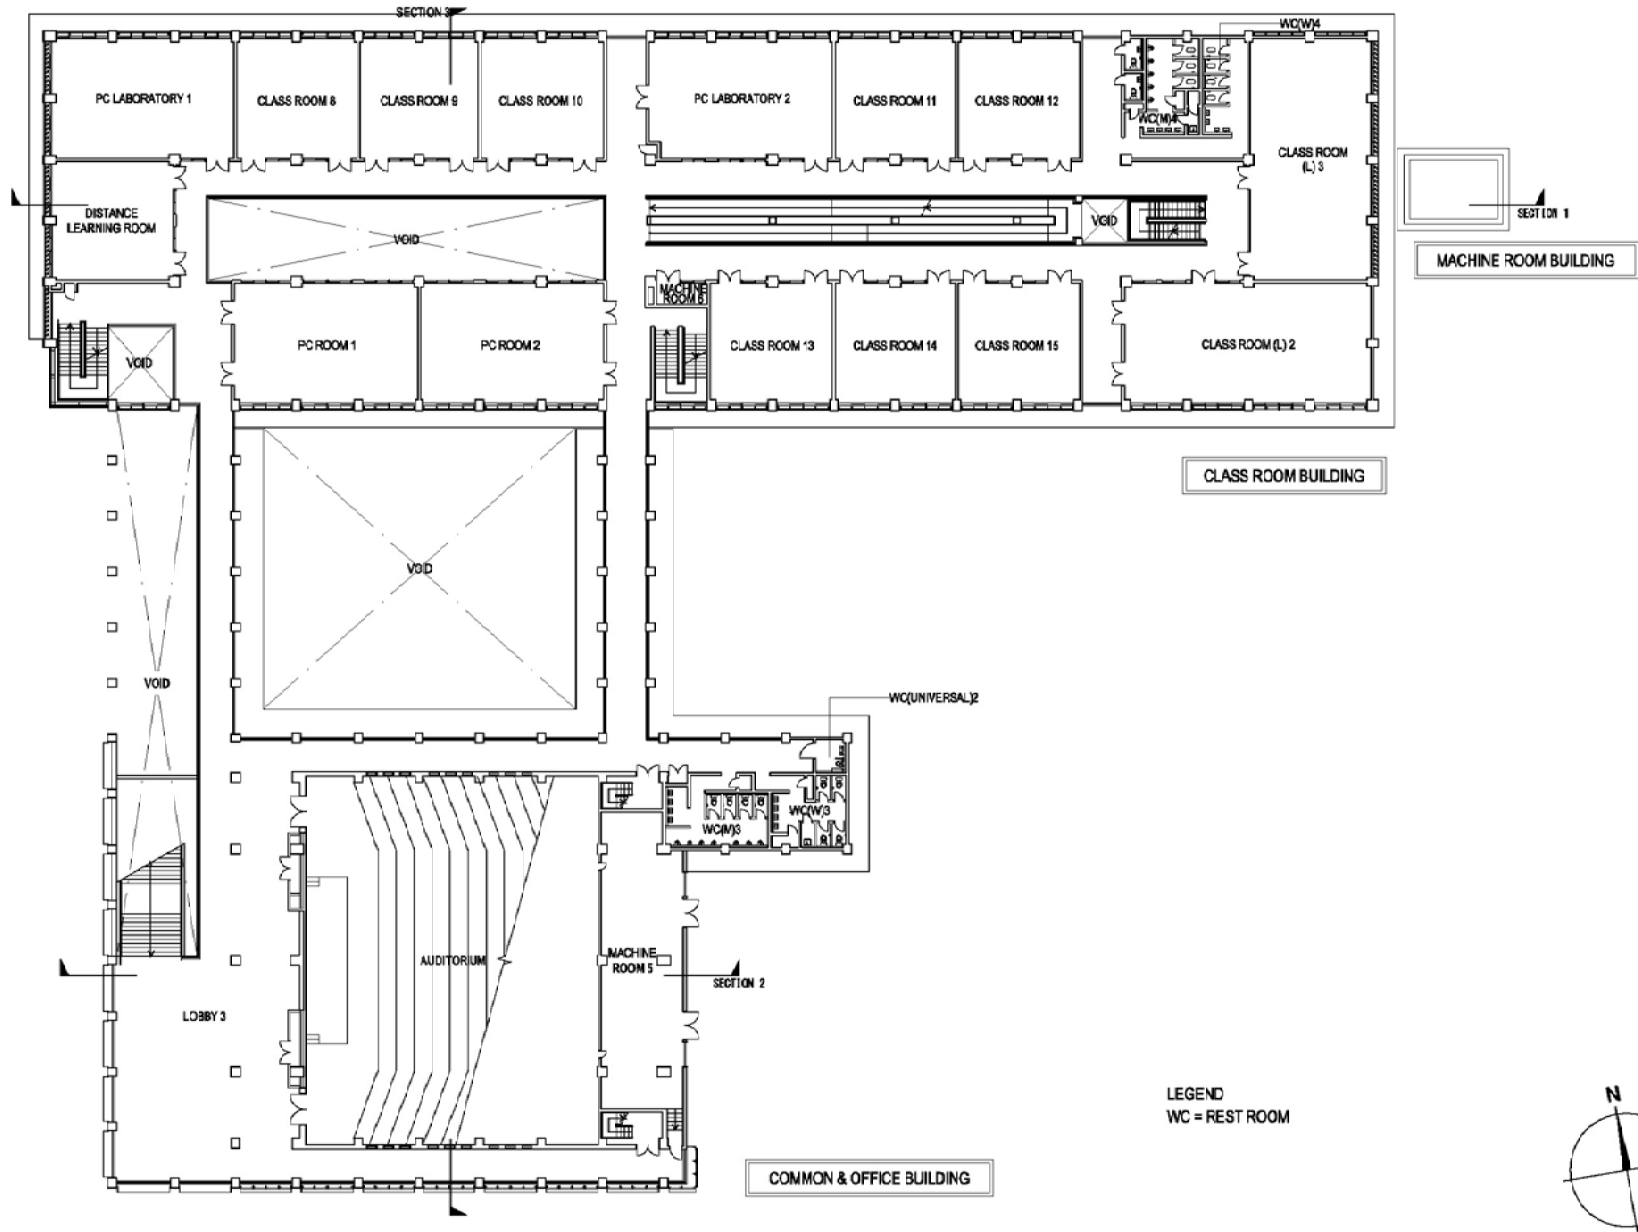 SECTION 3
WC(W)4
PC LABORATORY 1
CLASS ROOM 8
CLASS ROOM 9
CLASS ROOM 10
PC LABORATORY 2
CLASS ROOM 11
CLASS ROOM 12
WC(M)4
CLASS ROOM
(L) 3
DISTANCE
LEARNING ROOM
VOID
VOID
SECTION 1
MACHINE ROOM BUILDING
MACHINE
ROOM 6
VOID
PC ROOM 1
PC ROOM 2
CLASS ROOM 13
CLASS ROOM 14
CLASS ROOM 15
CLASS ROOM (L) 2
CLASS ROOM BUILDING
VOID
VOID
WC(UNIVERSAL)2
WC(M)3
WC(W)3
AUDITORIUM
MACHINE
ROOM 5
SECTION 2
LOBBY 3
LEGEND
WC = REST ROOM
N
COMMON & OFFICE BUILDING